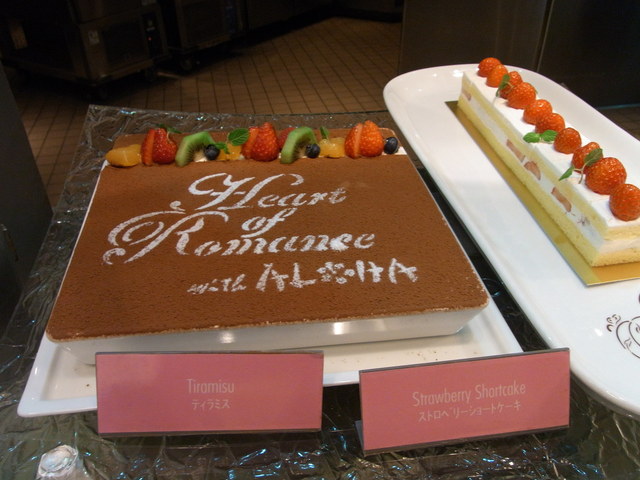 Heart
of
Romance
with ALOHA
Tiramisu
ティラミス
Strawberry Shortcake
ストロベリーショートケーキ